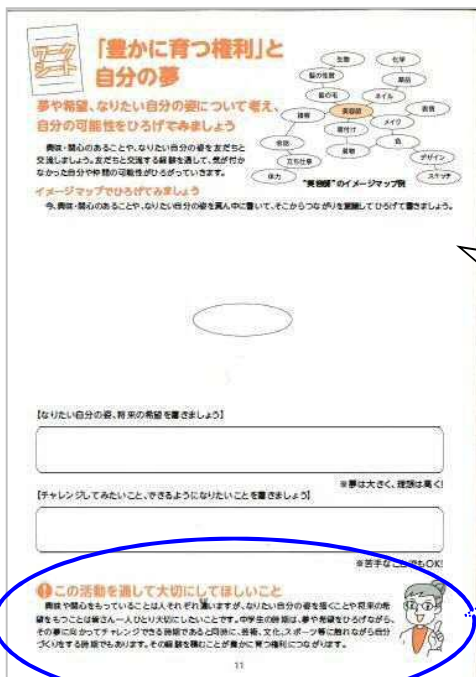 ワーク
シート
「豊かに育つ権利」と
自分の夢
夢や希望、なりたい自分の姿について考え、
自分の可能性をひろげてみましょう
興味・関心のあることや、なりたい自分の姿を友だちと
交流しましょう。友だちと交流する経験を通して、気が付か
なかった自分や仲間の可能性がひろがっていきます。
生物
化学
髪の性質
薬品
髪の毛
ネイル
美容師
表情
メイク
着付け
色
会話
デザイン
立ち仕事
スケッチ
体力
"美容師"のイメージマップ例
イメージマップでひろげてみましょう
今、興味・関心のあることや、なりたい自分の姿を真ん中に書いて、そこからつながりを意識してひろげて書きましょう。
【なりたい自分の姿、将来の希望を書きましょう】
※夢は大きく、理想は高く!
【チャレンジしてみたいこと、できるようになりたいことを書きましょう】
※苦手なことでもOK!
この活動を通して大切にしてほしいこと
興味や関心をもっていることは人それぞれ違いますが、なりたい自分の姿を描くことや将来の希
望をもつことは皆さん一人ひとり大切にしたいことです。中学生の時期は、夢や希望をひろげながら、
その夢に向かってチャレンジできる時期であると同時に、芸術、文化、スポーツ等に触れながら自分
づくりをする時期でもあります。その経験を積むことが豊かに育つ権利につながります。
11